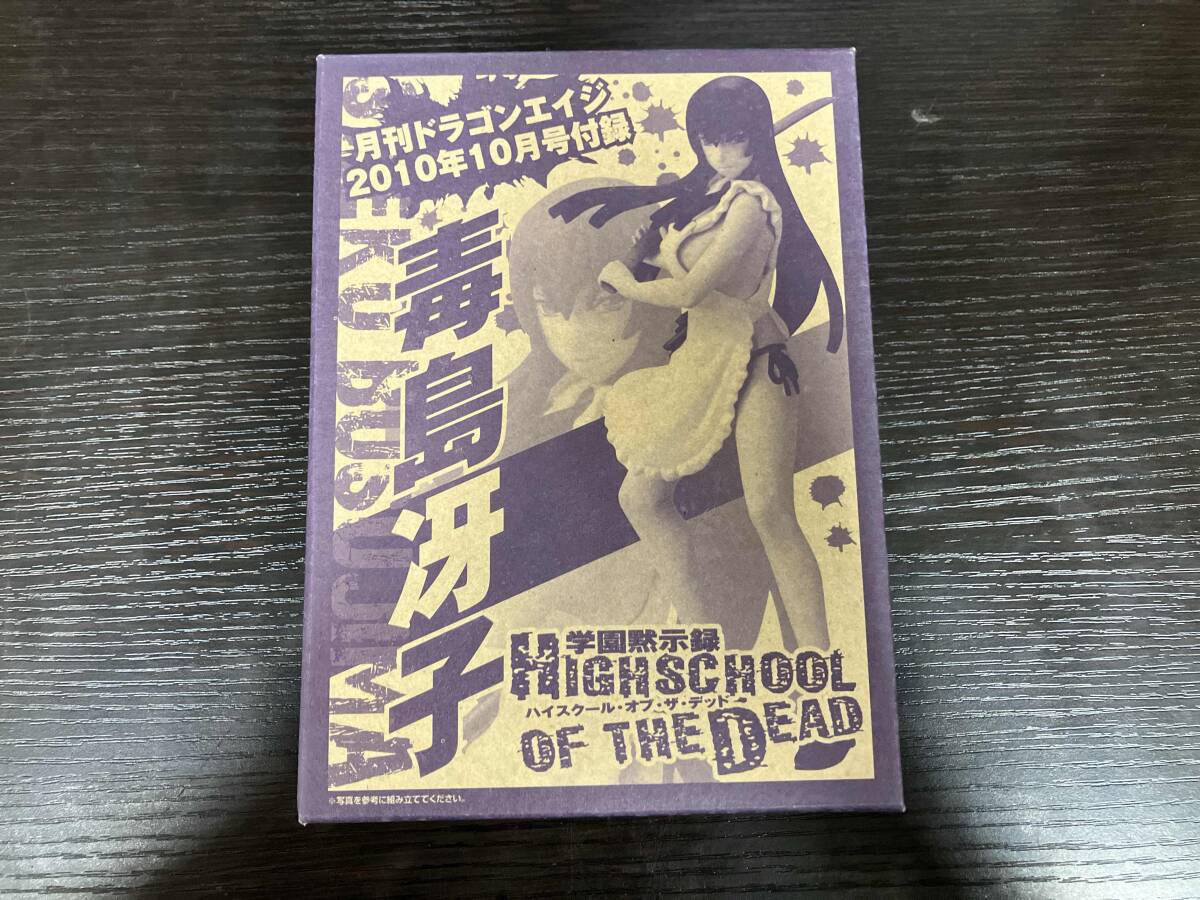 月刊ドラゴンエイジ
2010年10月号付録
毒島冴子
BUSUJIMA
学園黙示録
HIGHSCHOOL
ハイスクール・オブ・ザ・デッド
OF THE DEAD
※写真を参考に組み立ててください。